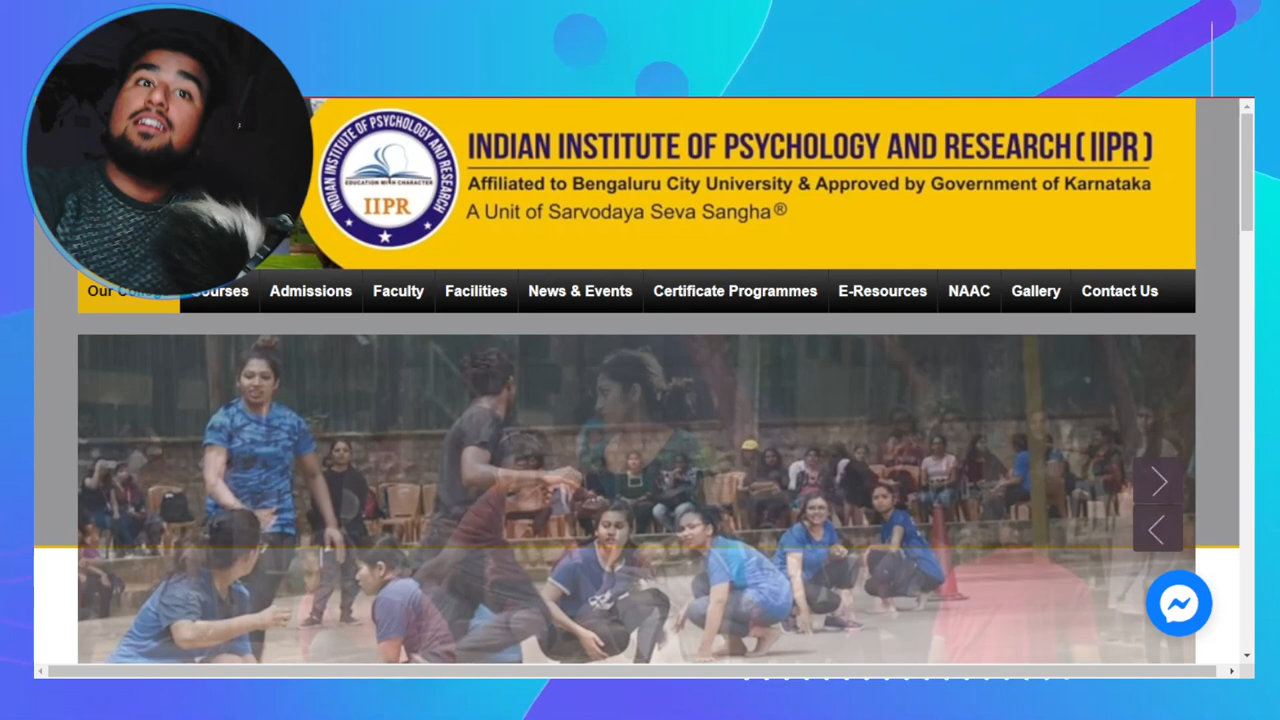 INDIAN INSTITUTE OF PSYCHOLOGY AND RESEARCH
EDUCATION WITH CHARACTER
IIPR
INDIAN INSTITUTE OF PSYCHOLOGY AND RESEARCH ( IIPR )
Affiliated to Bengaluru City University & Approved by Government of Karnataka
A Unit of Sarvodaya Seva Sangha®
Our Courses Admissions Faculty Facilities News & Events Certificate Programmes E-Resources NAAC Gallery Contact Us